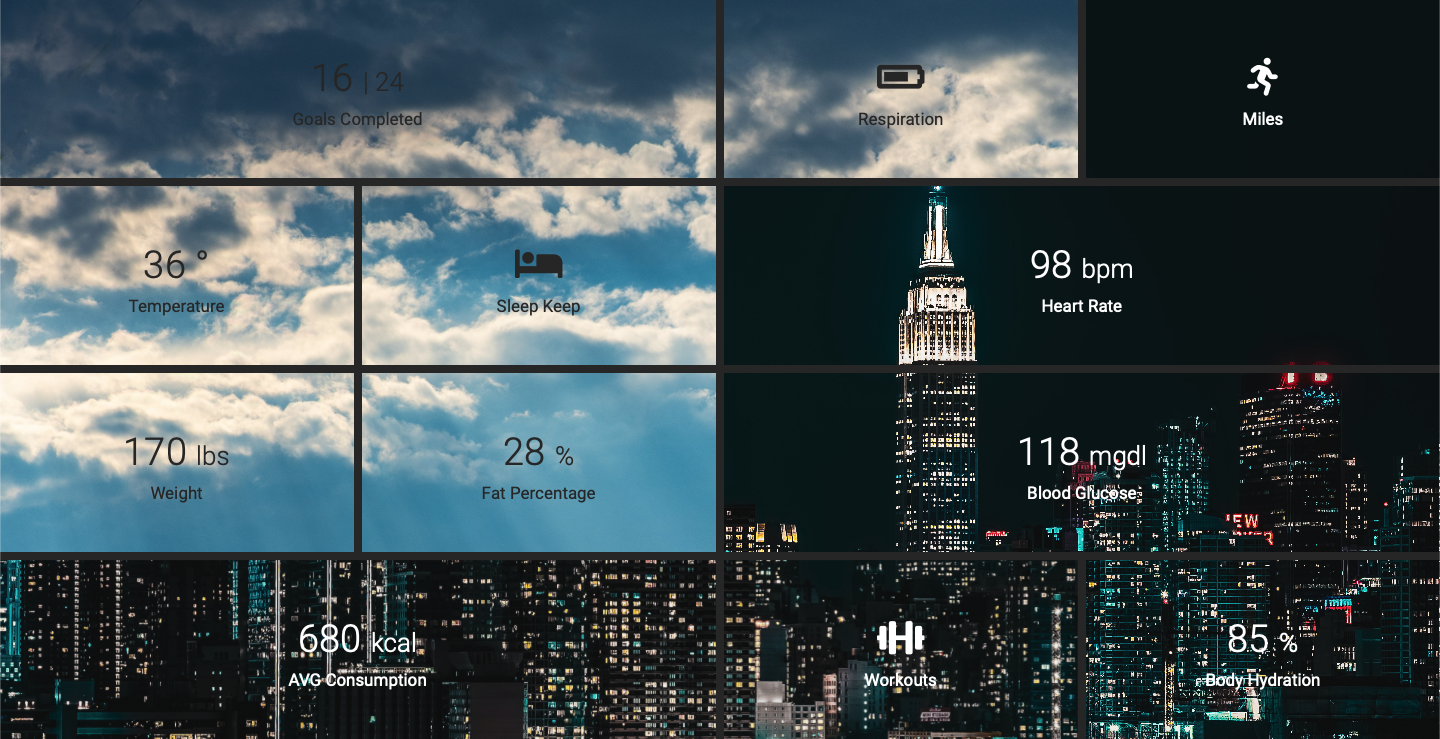 16 | 24
Goals Completed
Respiration
Miles
36 °
Temperature
Sleep Keep
98 bpm
Heart Rate
170 lbs
Weight
28 %
Fat Percentage
118 mgdl
Blood Glucose
EW
680 kcal
AVG Consumption
Workouts
85 %
Body Hydration